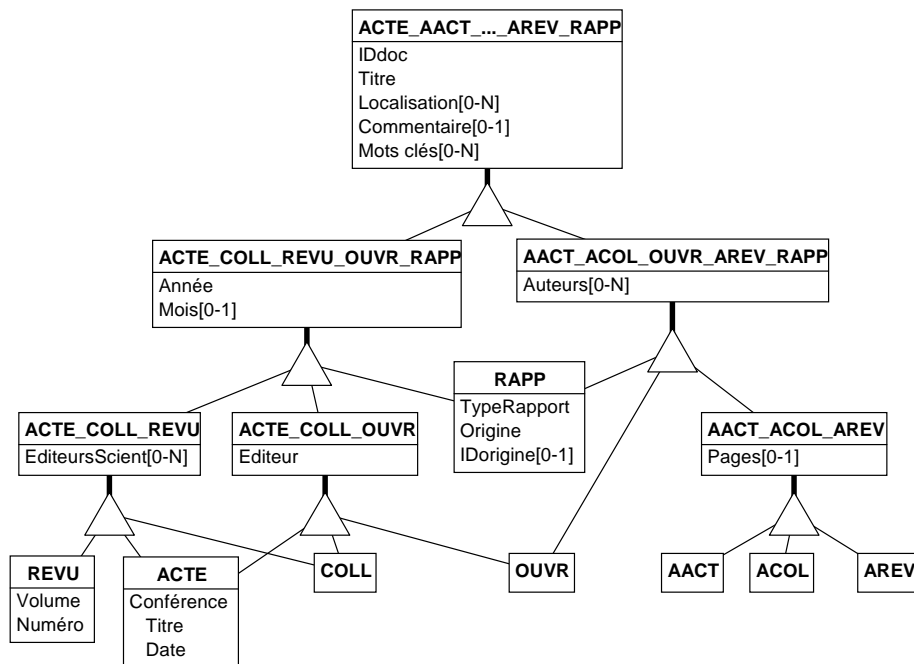 ACTE_AACT_..._AREV_RAPP
IDdoc
Titre
Localisation[0-N]
Commentaire[0-1]
Mots clés[0-N]
ACTE_COLL_REVU_OUVR_RAPP
Année
Mois[0-1]
AACT_ACOL_OUVR_AREV_RAPP
Auteurs[0-N]
RAPP
TypeRapport
Origine
IDorigine[0-1]
ACTE_COLL_REVU
EditeursScient[0-N]
ACTE_COLL_OUVR
Editeur
AACT_ACOL_AREV
Pages[0-1]
REVU
Volume
Numéro
ACTE
Conférence
Titre
Date
COLL
OUVR
AACT
ACOL
AREV